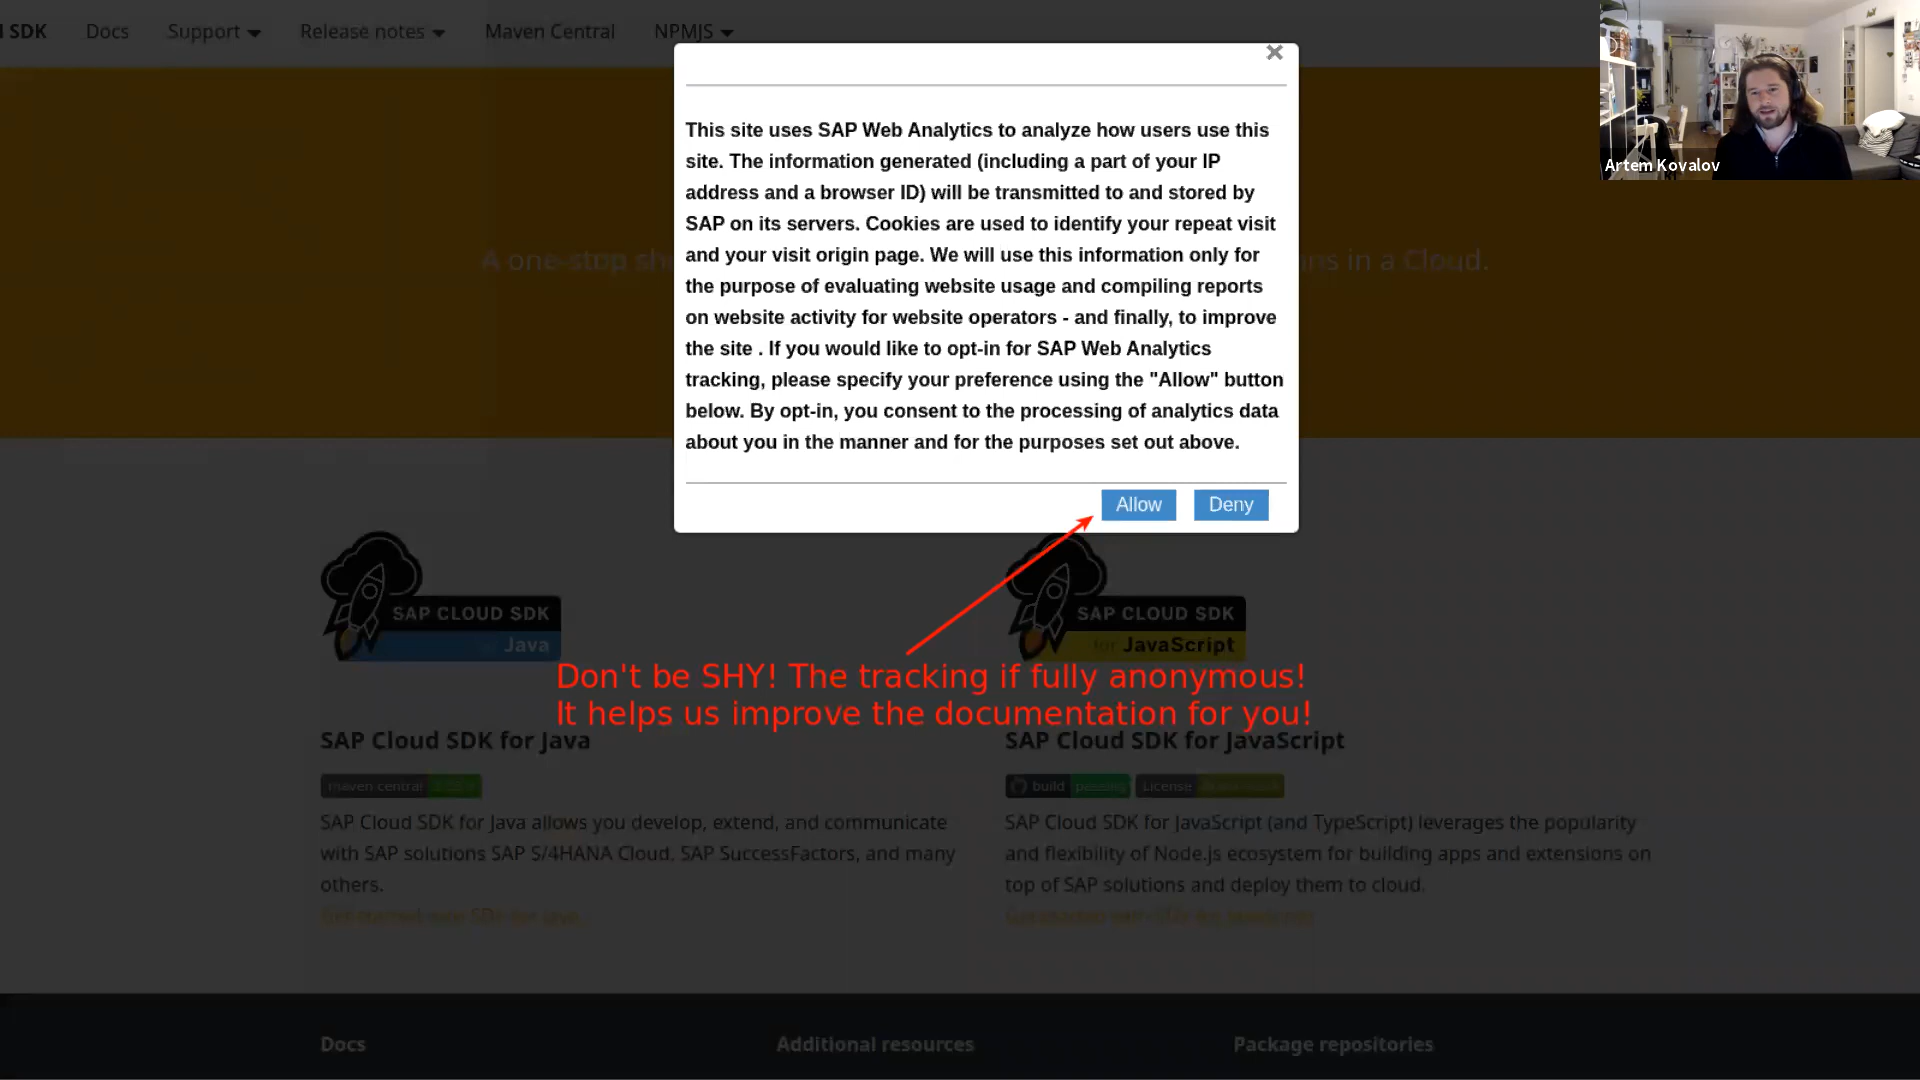 SDK Docs Support Release notes Maven Central NPMJS
Artem Kovalov
This site uses SAP Web Analytics to analyze how users use this
site. The information generated (including a part of your IP
address and a browser ID) will be transmitted to and stored by
SAP on its servers. Cookies are used to identify your repeat visit
and your visit origin page. We will use this information only for
the purpose of evaluating website usage and compiling reports
on website activity for website operators - and finally, to improve
the site . If you would like to opt-in for SAP Web Analytics
tracking, please specify your preference using the "Allow" button
below. By opt-in, you consent to the processing of analytics data
about you in the manner and for the purposes set out above.
Allow Deny
A one-stop in a Cloud.
SAP CLOUD SDK
for Java
SAP CLOUD SDK
for JavaScript
Don't be SHY! The tracking if fully anonymous!
It helps us improve the documentation for you!
SAP Cloud SDK for Java
maven central
SAP Cloud SDK for Java allows you develop, extend, and communicate
with SAP solutions SAP S/4HANA Cloud, SAP SuccessFactors, and many
others.
SAP Cloud SDK for JavaScript
build passing License
SAP Cloud SDK for JavaScript (and TypeScript) leverages the popularity
and flexibility of Node.js ecosystem for building apps and extensions on
top of SAP solutions and deploy them to cloud.
Docs Additional resources Package repositories